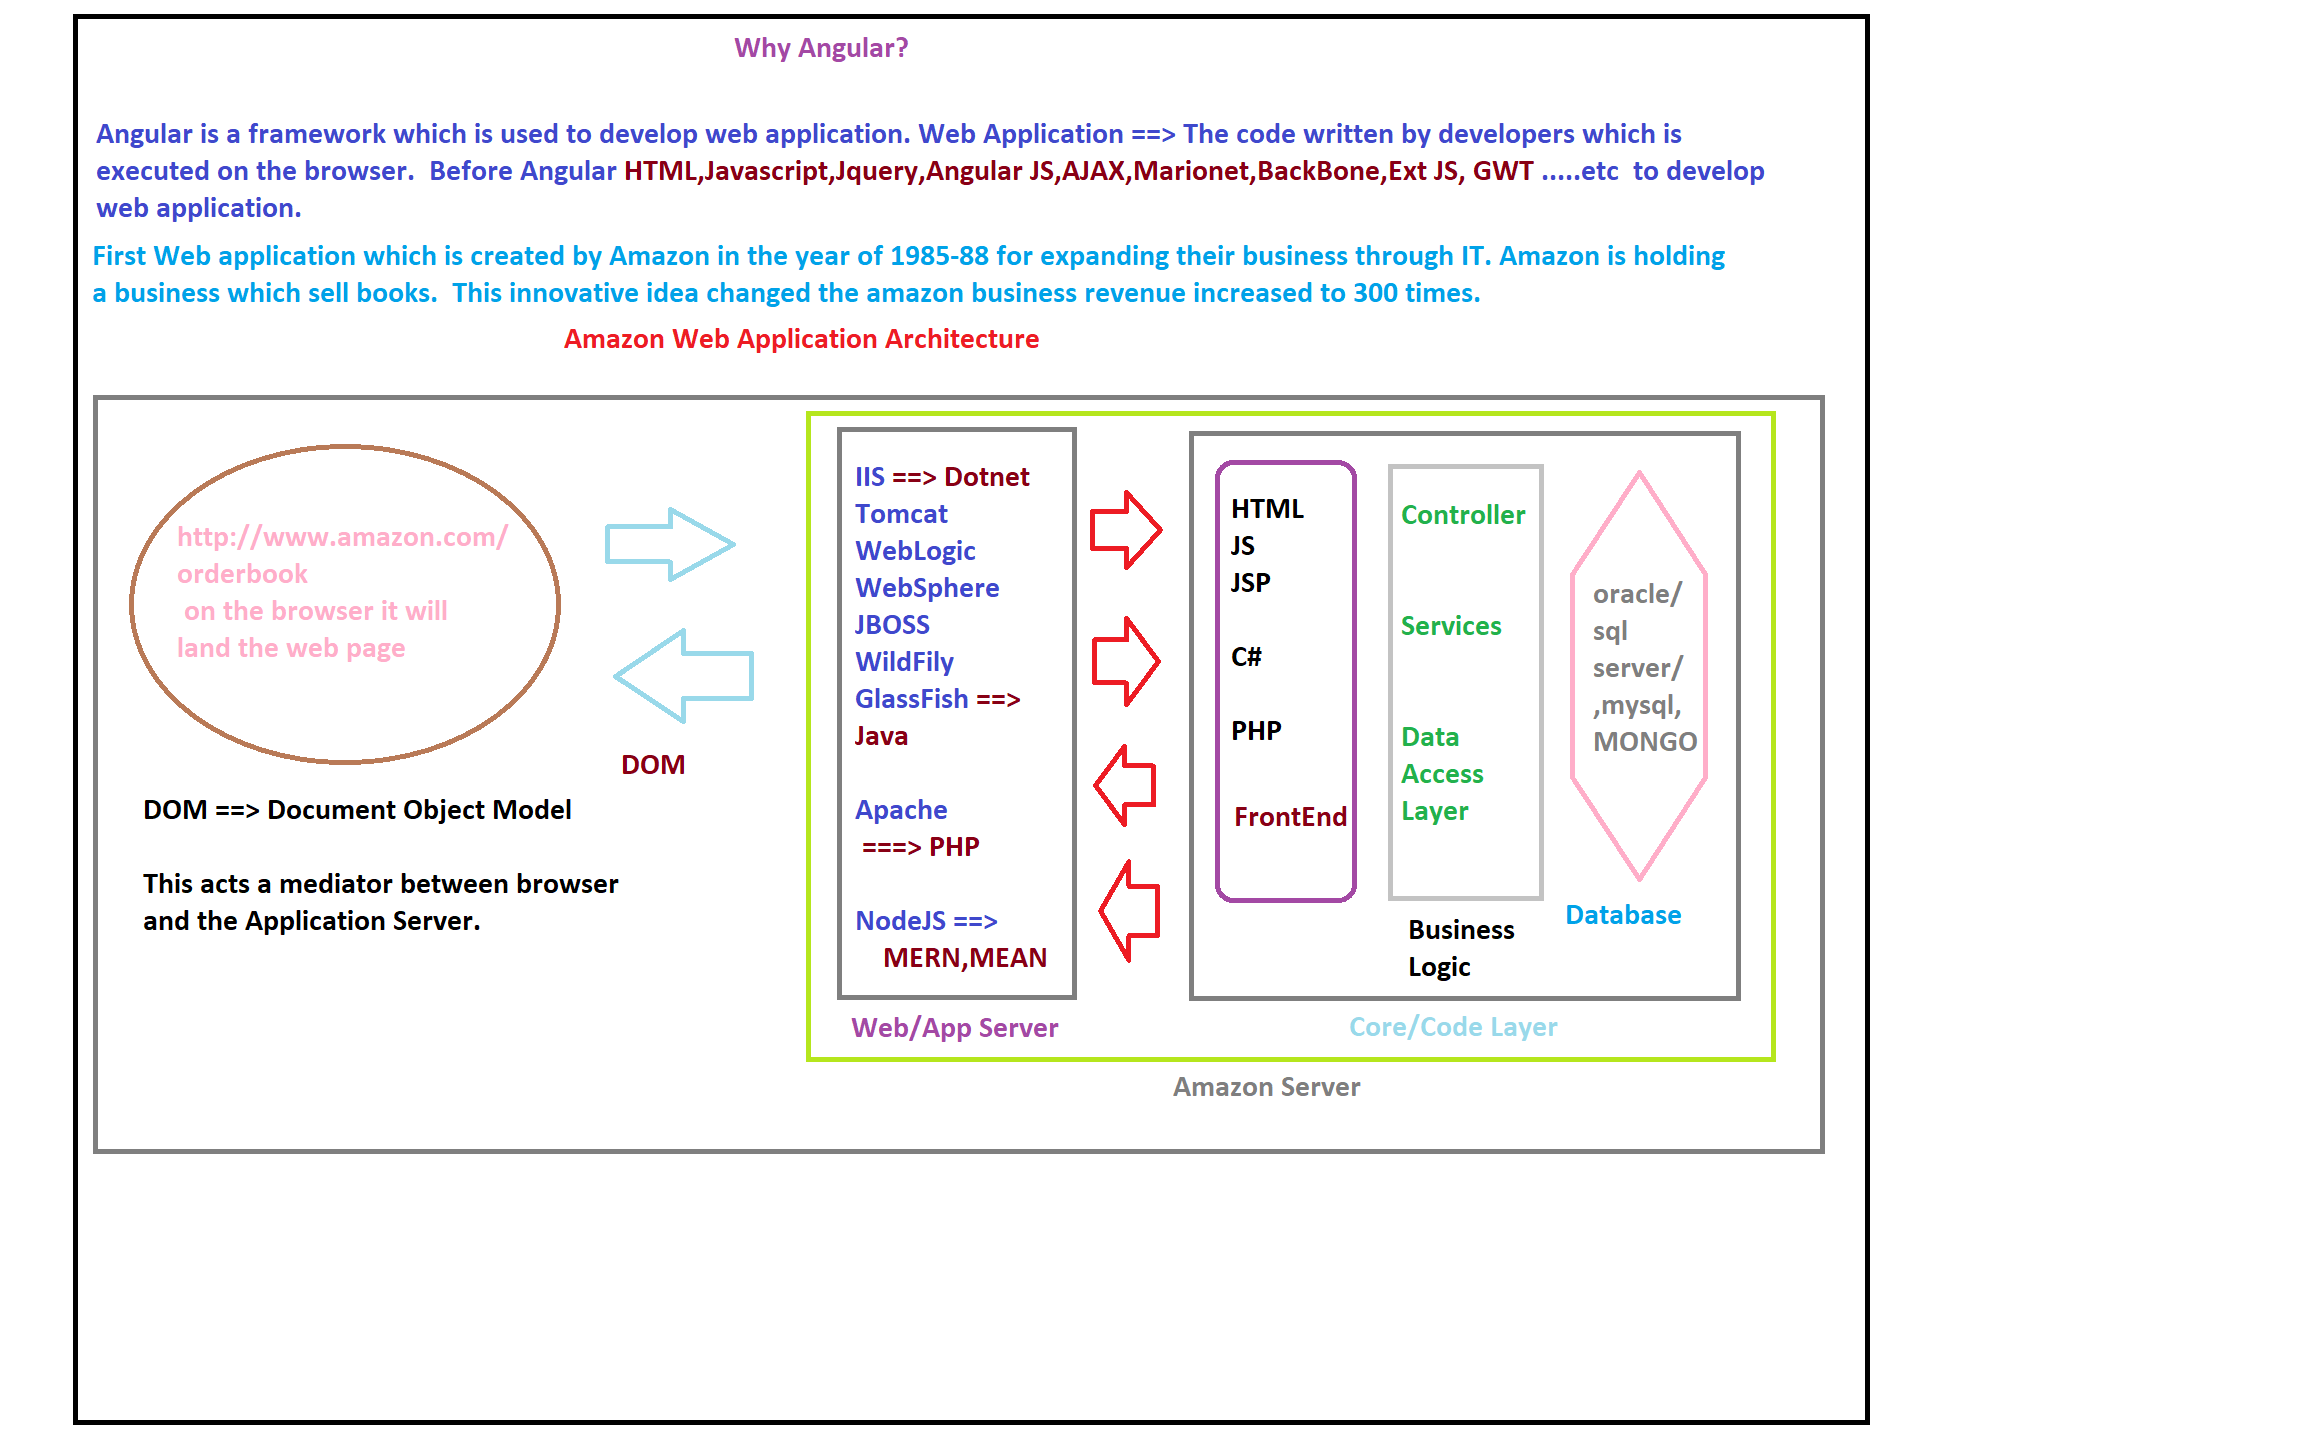 Why Angular?
Angular is a framework which is used to develop web application. Web Application ==> The code written by developers which is
executed on the browser.  Before Angular HTML,Javascript,Jquery,Angular JS,AJAX,Marionet,BackBone,Ext JS, GWT .....etc  to develop
web application.
First Web application which is created by Amazon in the year of 1985-88 for expanding their business through IT. Amazon is holding
a business which sell books.  This innovative idea changed the amazon business revenue increased to 300 times.
Amazon Web Application Architecture
http://www.amazon.com/
orderbook
on the browser it will
land the web page
DOM
DOM ==> Document Object Model
This acts a mediator between browser
and the Application Server.
IIS ==> Dotnet
Tomcat
WebLogic
WebSphere
JBOSS
WildFily
GlassFish ==>
Java
Apache
===> PHP
NodeJS ==>
MERN,MEAN
Web/App Server
HTML
JS
JSP
C#
PHP
FrontEnd
Controller
Services
Data
Access
Layer
Business
Logic
oracle/
sql
server/
,mysql,
MONGO
Database
Core/Code Layer
Amazon Server